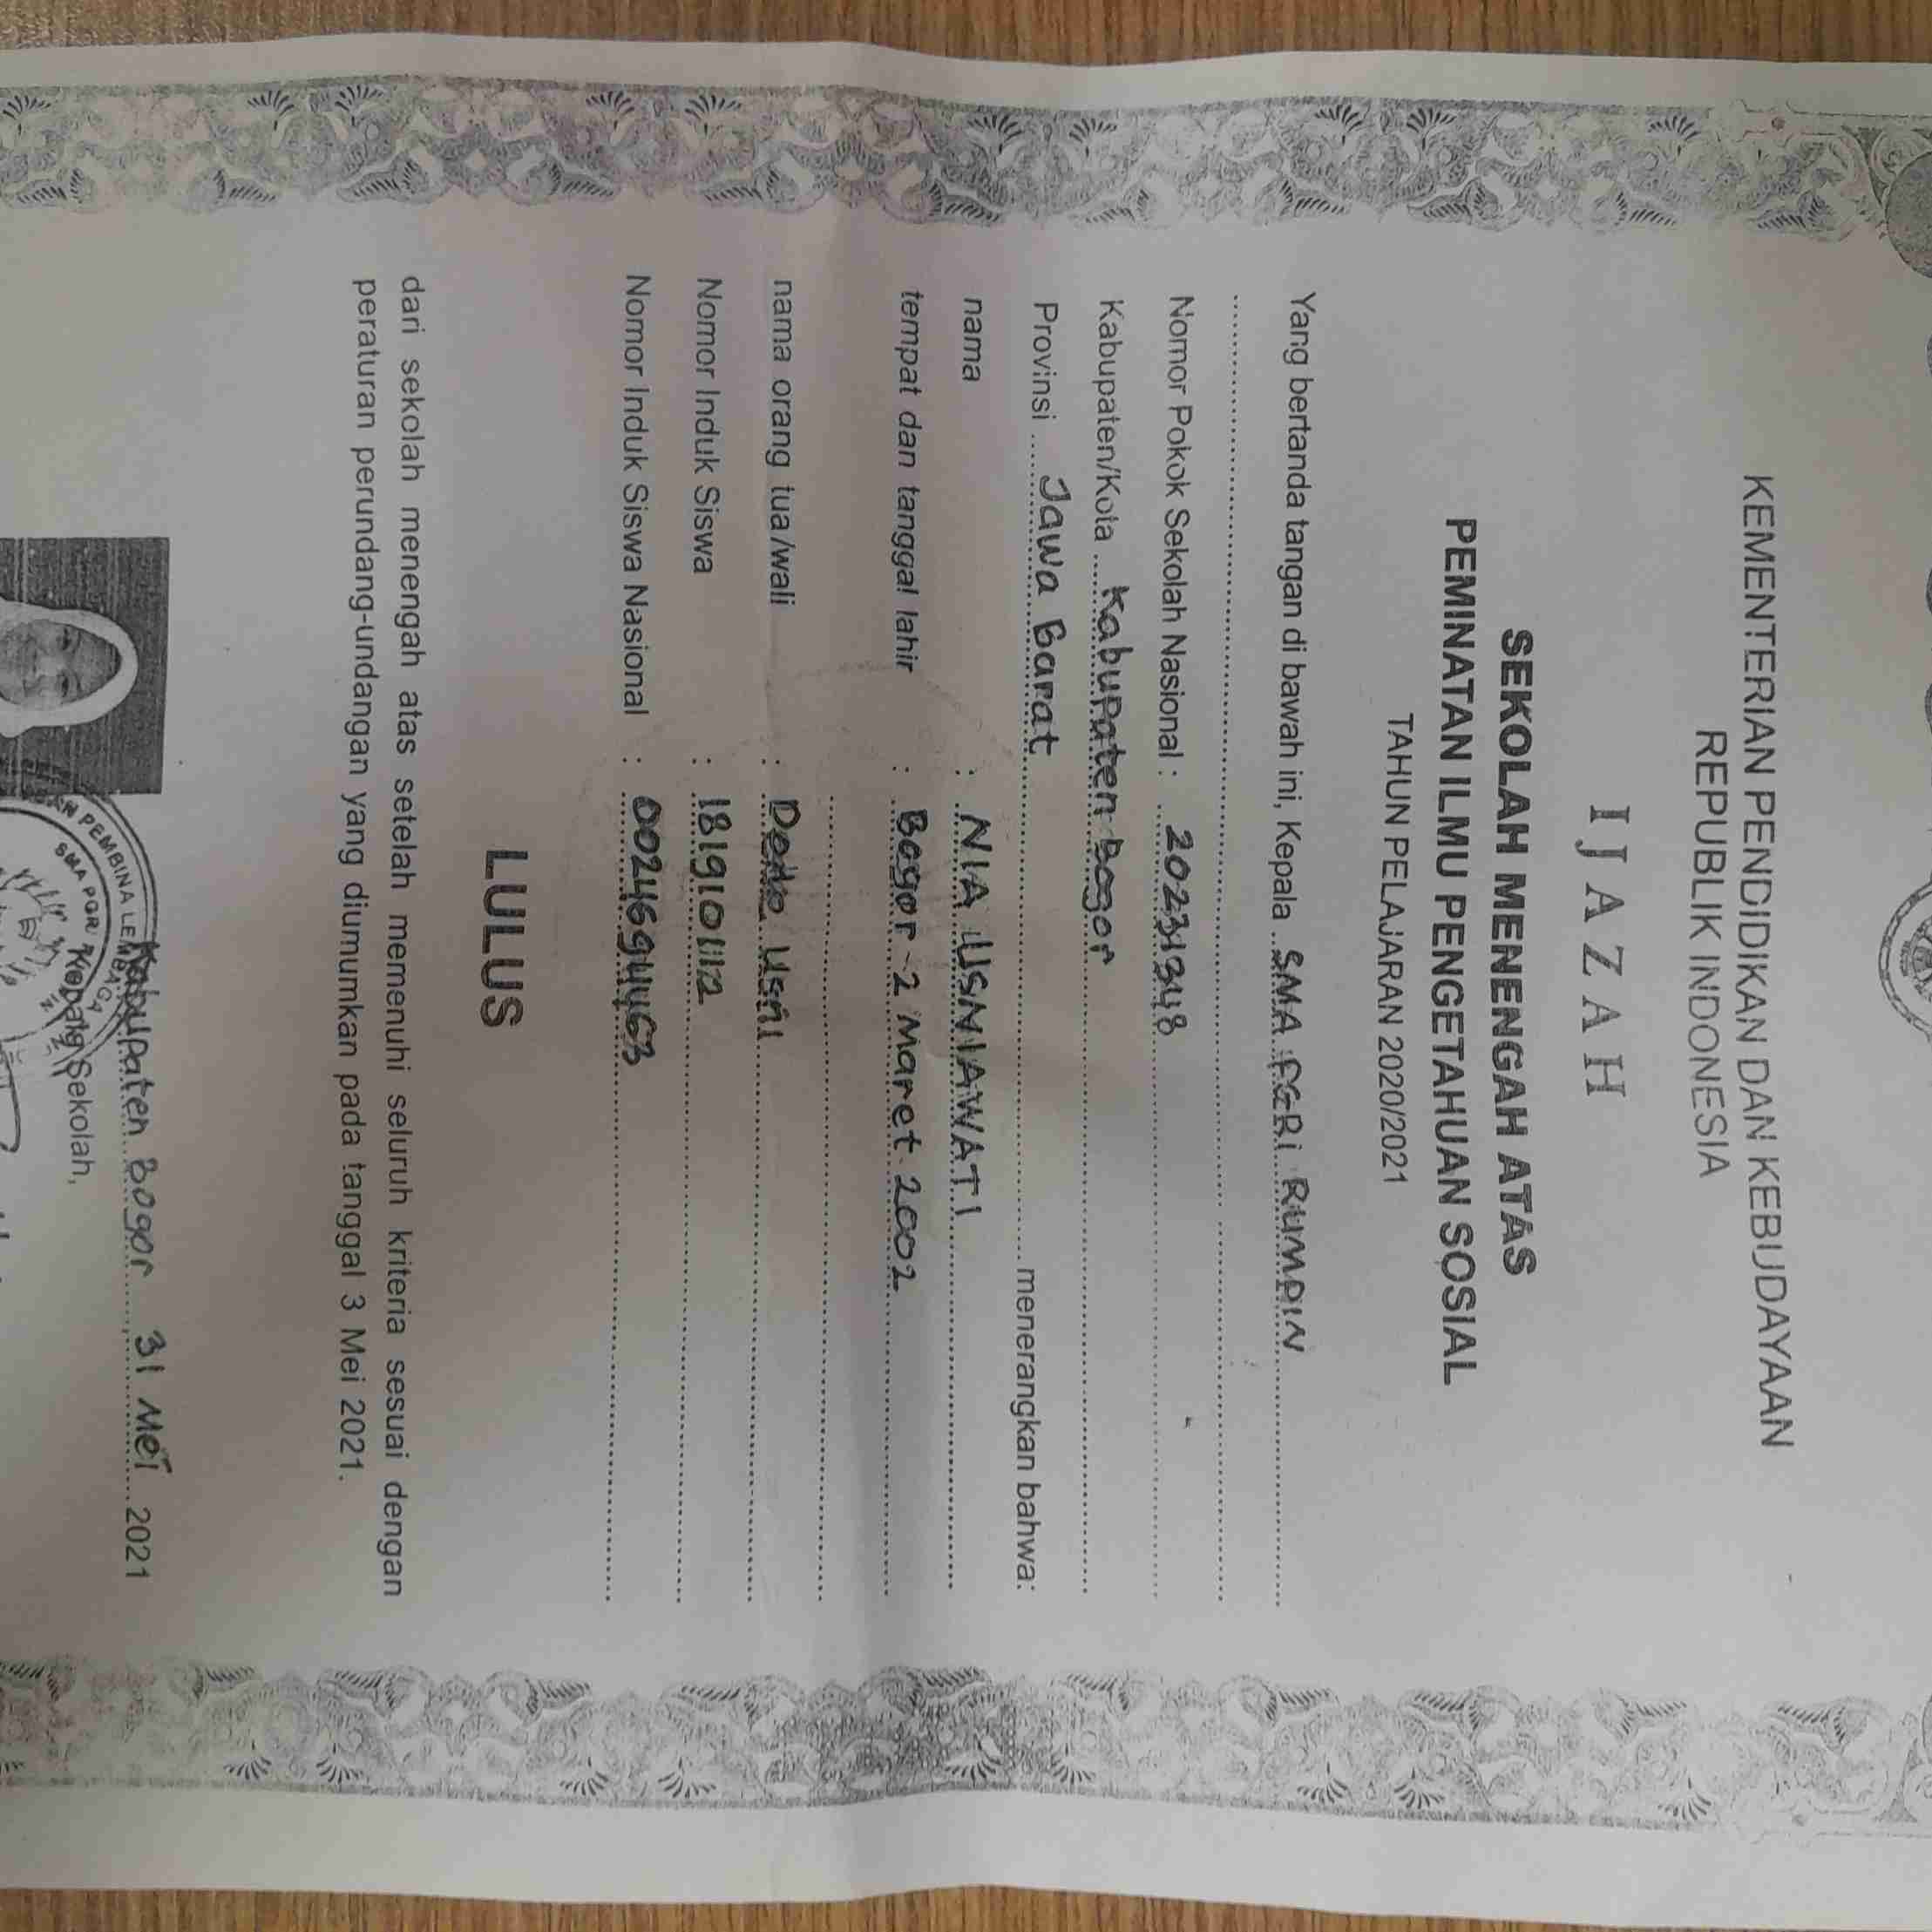 KEMENTERIAN PENDIDIKAN DAN KEBUDAYAAN
REPUBLIK INDONESIA
IJAZAH
SEKOLAH MENENGAH ATAS
PEMINATAN ILMU PENGETAHUAN SOSIAL
TAHUN PELAJARAN 2020/2021
Yang bertanda tangan di bawah ini, Kepala SMA PGRi RUMPIN
Nomor Pokok Sekolah Nasional : 20231348
Kabupaten/Kota Kabupaten Bogor
Provinsi Jawa Barat menerangkan bahwa:
nama : NIA USNIAWATI
tempat dan tanggal lahir : Bogor 2 Maret 2002
nama orang tua/wali : Dede Usni
Nomor Induk Siswa : 181910112
Nomor Induk Siswa Nasional : 0024694463
LULUS
dari sekolah menengah atas setelah memenuhi seluruh kriteria sesuai dengan
peraturan perundang-undangan yang diumumkan pada tanggal 3 Mei 2021.
Kabupaten Bogor 31 Mei 2021
Kepala Sekolah,
PEMBINA LEMBAGA
SMA PGRI